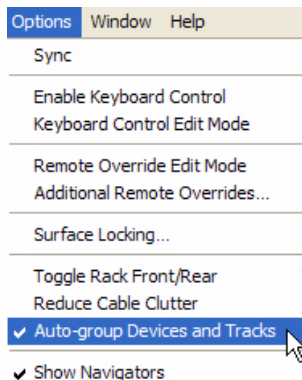 Options Window Help
Sync
Enable Keyboard Control
Keyboard Control Edit Mode
Remote Override Edit Mode
Additional Remote Overrides...
Surface Locking...
Toggle Rack Front/Rear
Reduce Cable Clutter
✓ Auto-group Devices and Tracks
✓ Show Navigators